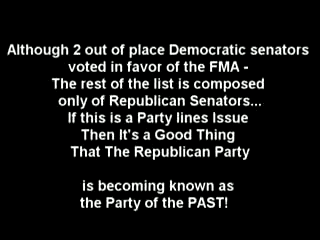 Although 2 out of place Democratic senators
voted in favor of the FMA -
The rest of the list is composed
only of Republican Senators...
If this is a Party lines Issue
Then It's a Good Thing
That The Republican Party
is becoming known as
the Party of the PAST!